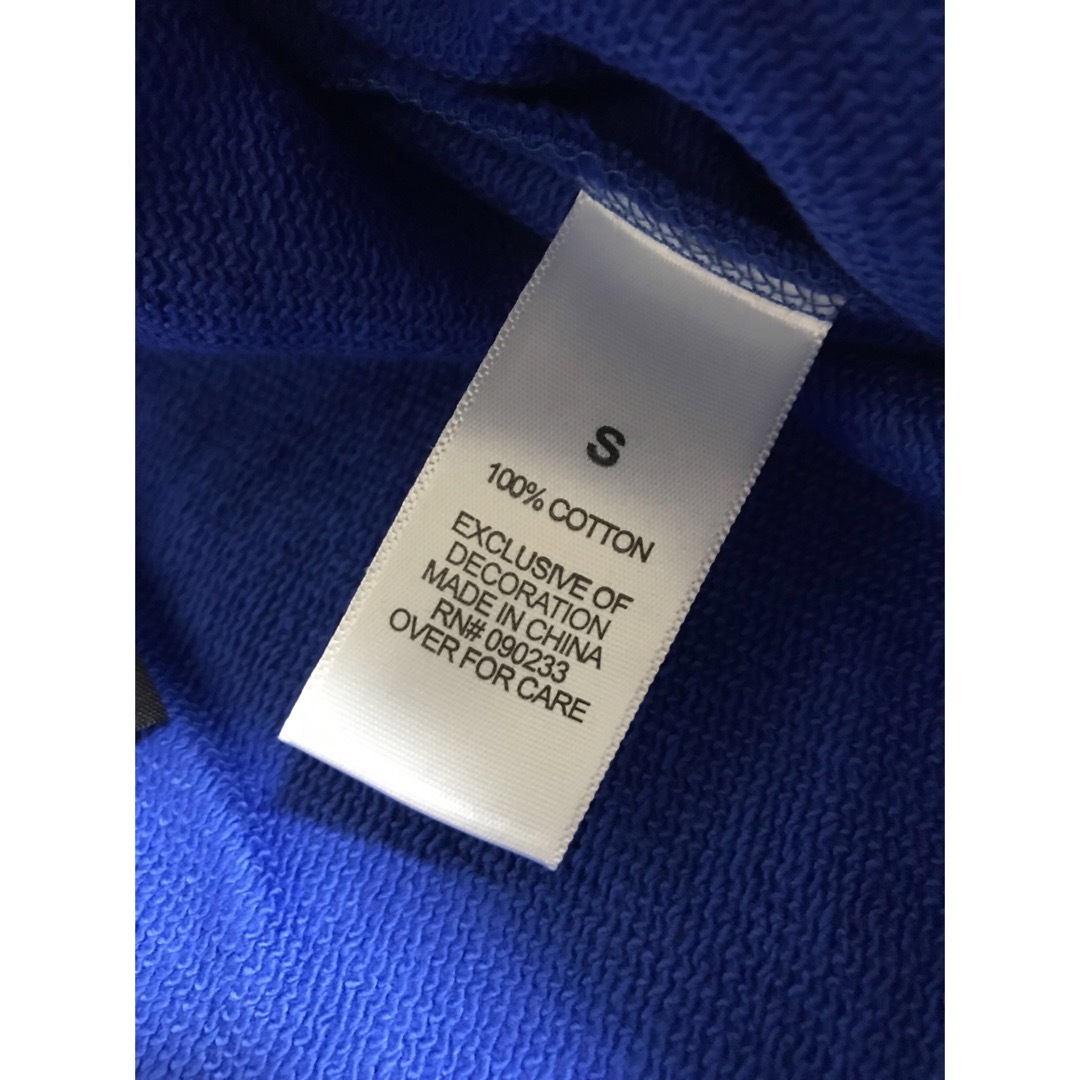 S
100% COTTON
EXCLUSIVE OF
DECORATION
MADE IN CHINA
RN# 090233
OVER FOR CARE